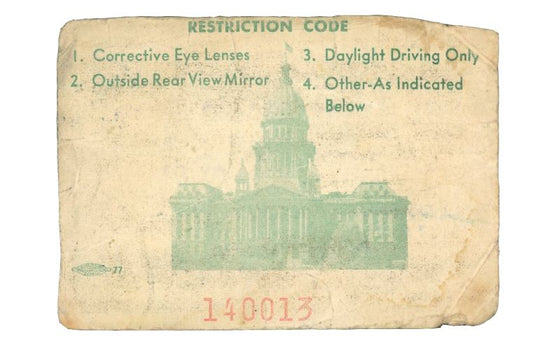 RESTRICTION CODE
1. Corrective Eye Lenses
2. Outside Rear View Mirror
3. Daylight Driving Only
4. Other-As Indicated
Below
77
140013